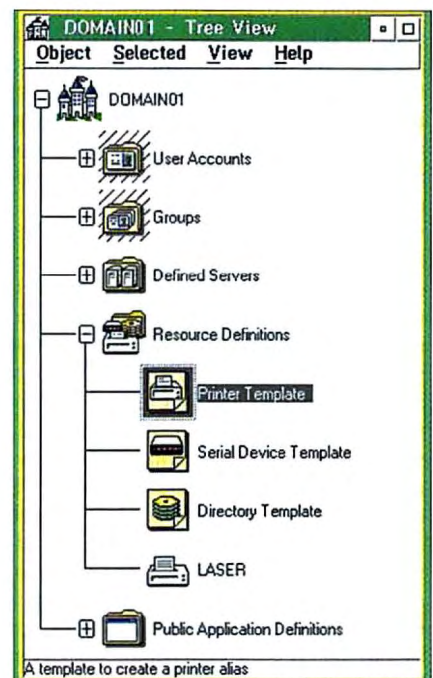 DOMAIN01 - Tree View
Object Selected View Help
DOMAIN01
User Accounts
Groups
Defined Servers
Resource Definitions
Printer Template
Serial Device Template
Directory Template
LASER
Public Application Definitions
A template to create a printer alias